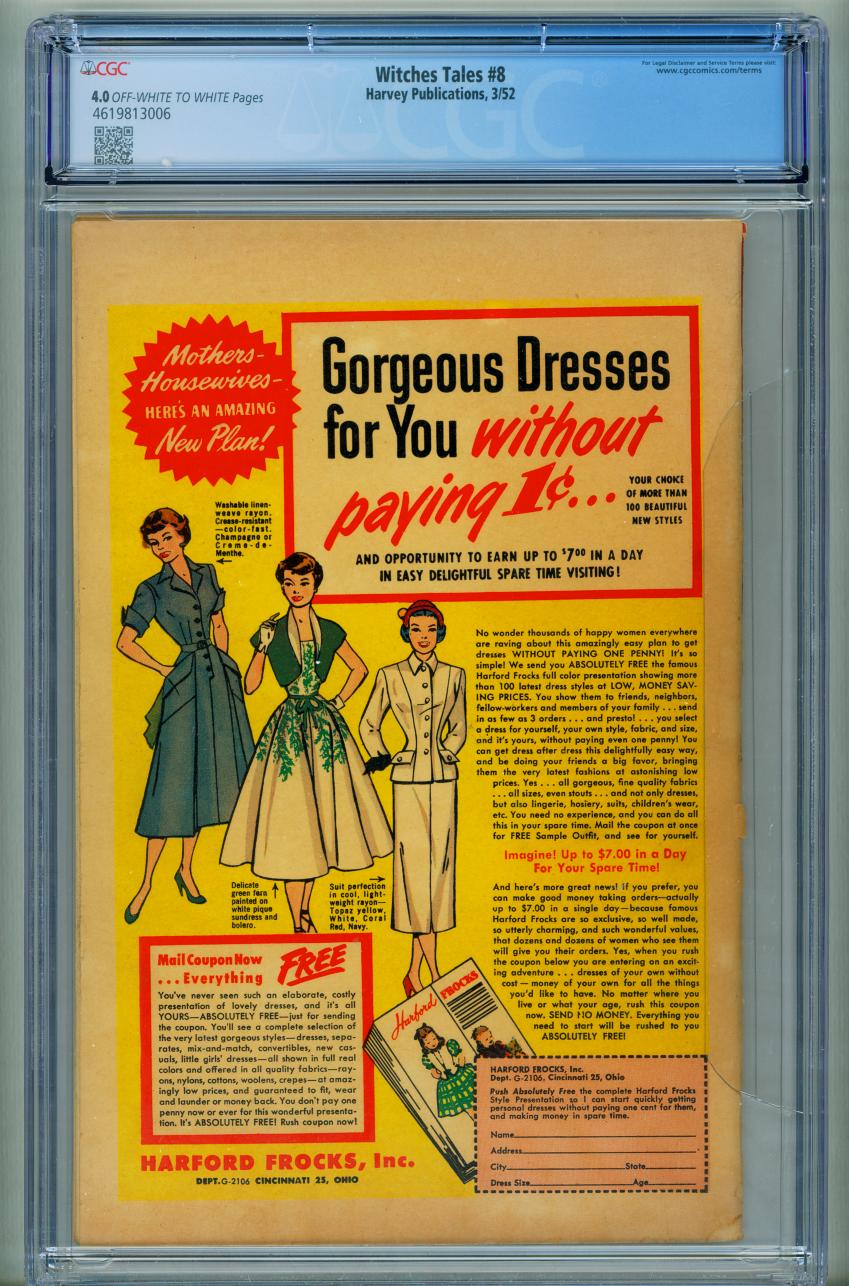 CGC
4.0 OFF-WHITE TO WHITE Pages
4619813006
Witches Tales #8
Harvey Publications, 3/52
For Legal Disclaimer and Service Terms please visit:
www.cgccomics.com/terms
CGC
Mothers-
Housewives-
HERE'S AN AMAZING
New Plan!
Gorgeous Dresses
for You without
paying 1¢...
YOUR CHOICE
OF MORE THAN
100 BEAUTIFUL
NEW STYLES
AND OPPORTUNITY TO EARN UP TO $7.00 IN A DAY
IN EASY DELIGHTFUL SPARE TIME VISITING!
Washable linen-
weave rayon.
Crease-resistant
—color-fast.
Champagne or
Creme-de-
Menthe.
No wonder thousands of happy women everywhere
are raving about this amazingly easy plan to get
dresses WITHOUT PAYING ONE PENNY! It's so
simple! We send you ABSOLUTELY FREE the famous
Harford Frocks full color presentation showing more
than 100 latest dress styles at LOW, MONEY SAV-
ING PRICES. You show them to friends, neighbors,
fellow-workers and members of your family . . . send
in as few as 3 orders . . . and presto! . . . you select
a dress for yourself, your own style, fabric, and size,
and it's yours, without paying even one penny! You
can get dress after dress this delightfully easy way,
and be doing your friends a big favor, bringing
them the very latest fashions at astonishing low
prices. Yes . . . all gorgeous, fine quality fabrics
. . . all sizes, even stouts . . . and not only dresses,
but also lingerie, hosiery, suits, children's wear,
etc. You need no experience, and you can do all
this in your spare time. Mail the coupon at once
for FREE Sample Outfit, and see for yourself.
Imagine! Up to $7.00 in a Day
For Your Spare Time!
And here's more great news! if you prefer, you
can make good money taking orders—actually
up to $7.00 in a single day—because famous
Harford Frocks are so exclusive, so well made,
so utterly charming, and such wonderful values,
that dozens and dozens of women who see them
will give you their orders. Yes, when you rush
the coupon below you are entering on an excit-
ing adventure . . . dresses of your own without
cost — money of your own for all the things
you'd like to have. No matter where you
live or what your age, rush this coupon
now. SEND NO MONEY. Everything you
need to start will be rushed to you
ABSOLUTELY FREE!
Delicate
green fern
painted on
white pique
sundress and
bolero.
Suit perfection
in cool, light-
weight rayon—
Topaz yellow,
White, Coral
Red, Navy.
Mail Coupon Now
. . . Everything FREE
You've never seen such an elaborate, costly
presentation of lovely dresses, and it's all
YOURS—ABSOLUTELY FREE—just for sending
the coupon. You'll see a complete selection of
the very latest gorgeous styles—dresses, sepa-
rates, mix-and-match, convertibles, new cas-
uals, little girls' dresses—all shown in full real
colors and offered in all quality fabrics—ray-
ons, nylons, cottons, woolens, crepes—at amaz-
ingly low prices, and guaranteed to fit, wear
and launder or money back. You don't pay one
penny now or ever for this wonderful presenta-
tion. It's ABSOLUTELY FREE! Rush coupon now!
Harford FROCKS
HARFORD FROCKS, Inc.
DEPT. G-2106 CINCINNATI 25, OHIO
HARFORD FROCKS, Inc.
Dept. G-2106, Cincinnati 25, Ohio
Rush Absolutely Free the complete Harford Frocks
Style Presentation so I can start quickly getting
personal dresses without paying one cent for them,
and making money in spare time.
Name
Address
City State
Dress Size Age